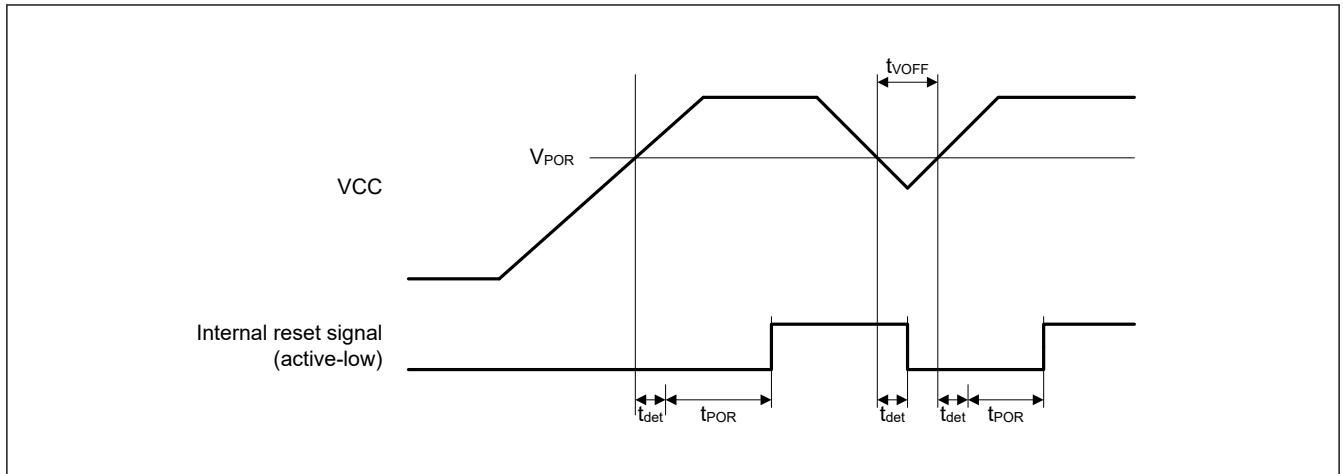 tVOFF
VPOR
VCC
Internal reset signal
(active-low)
tdet tPOR tdet tdet tPOR